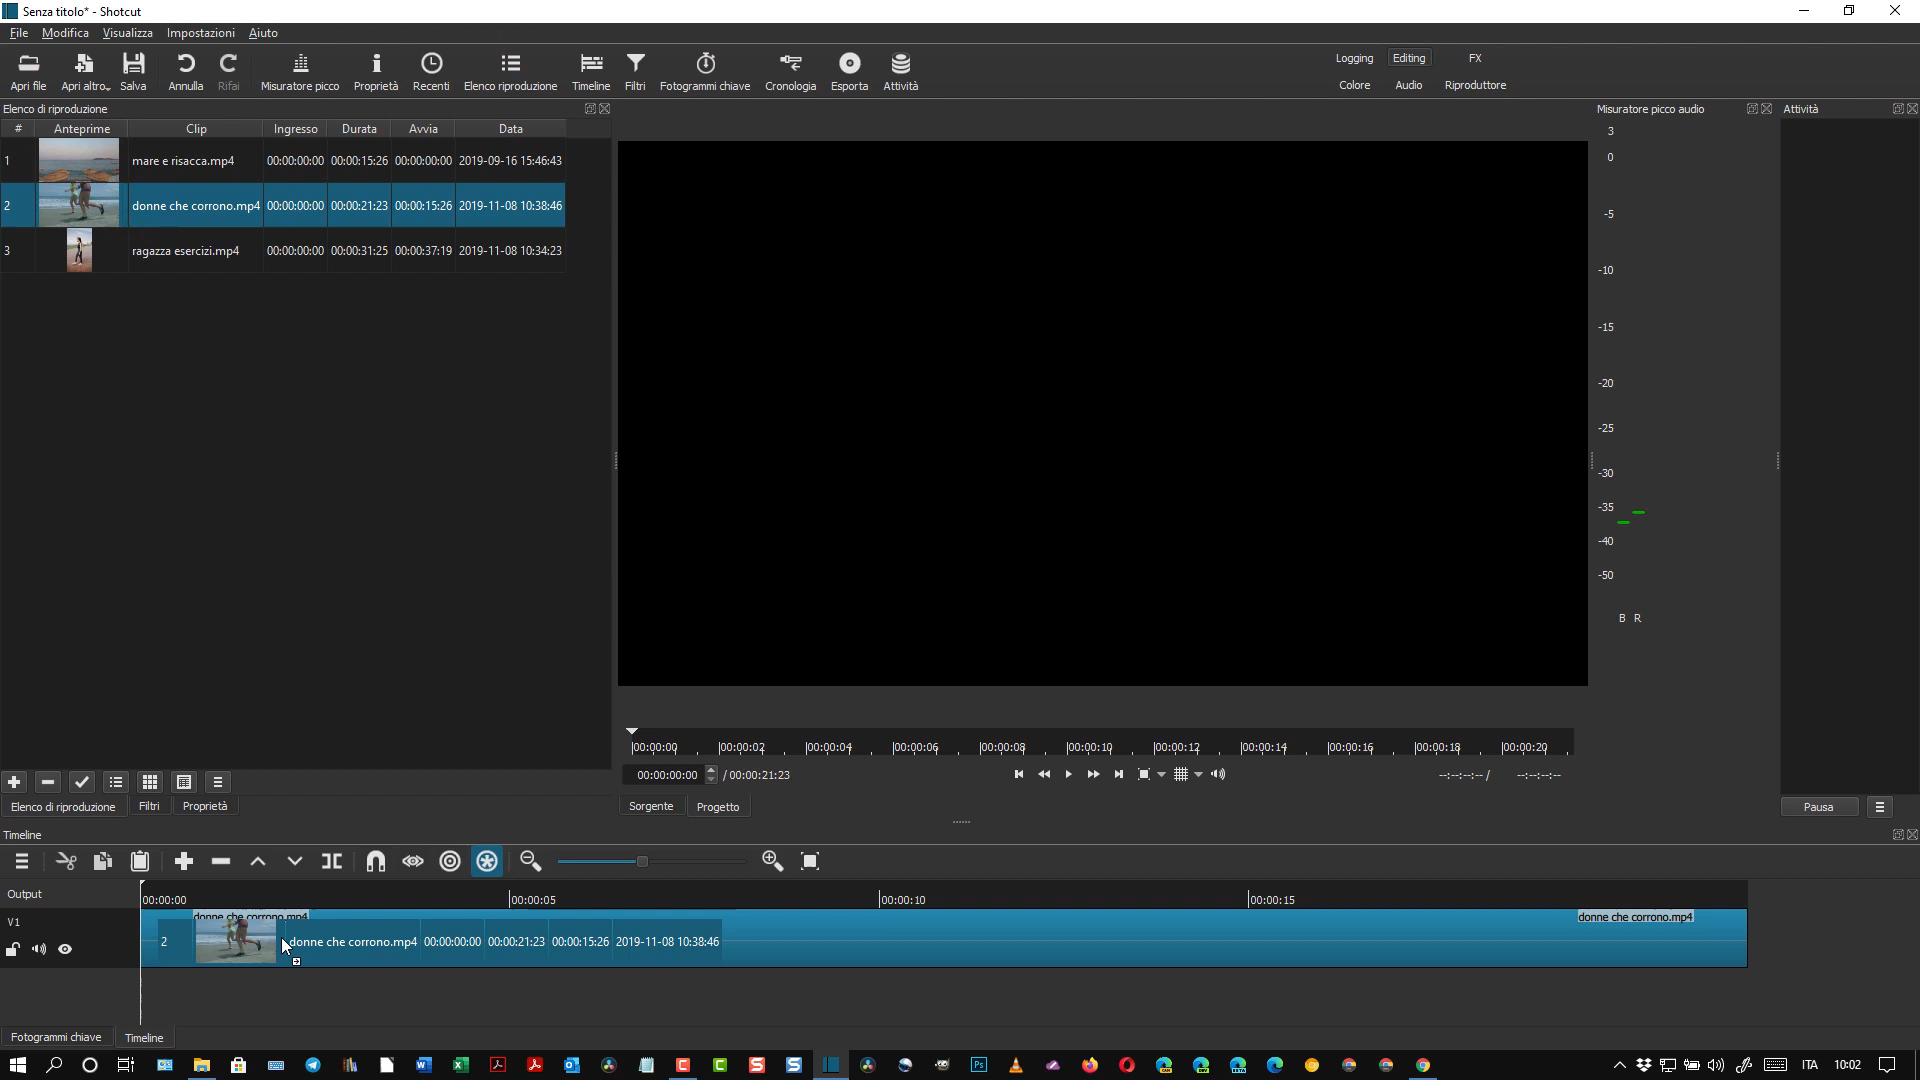 Senza titolo* - Shotcut
File Modifica Visualizza Impostazioni Aiuto
Apri file Apri altro... Salva Annulla Rifai Misuratore picco Proprietà Recenti Elenco riproduzione Timeline Filtri Fotogrammi chiave Cronologia Esporta Attività
Logging Editing FX
Colore Audio Riproduttore
Elenco di riproduzione
# Anteprime Clip Ingresso Durata Avvia Data
1 mare e risacca.mp4 00:00:00:00 00:00:15:26 00:00:00:00 2019-09-16 15:46:43
2 donne che corrono.mp4 00:00:00:00 00:00:21:23 00:00:15:26 2019-11-08 10:38:46
3 ragazza esercizi.mp4 00:00:00:00 00:00:31:25 00:00:37:19 2019-11-08 10:34:23
Misuratore picco audio
3
0
-5
-10
-15
-20
-25
-30
-35
-40
-50
B R
Attività
00:00:00 00:00:02 00:00:04 00:00:06 00:00:08 00:00:10 00:00:12 00:00:14 00:00:16 00:00:18 00:00:20
00:00:00:00 / 00:00:21:23 --:--:--:-- / --:--:--:--
Elenco di riproduzione Filtri Proprietà
Sorgente Progetto
Pausa
Timeline
Output
00:00:00 00:00:05 00:00:10 00:00:15
V1
donne che corrono.mp4 donne che corrono.mp4
2 donne che corrono.mp4 00:00:00:00 00:00:21:23 00:00:15:26 2019-11-08 10:38:46
Fotogrammi chiave Timeline
ITA 10:02